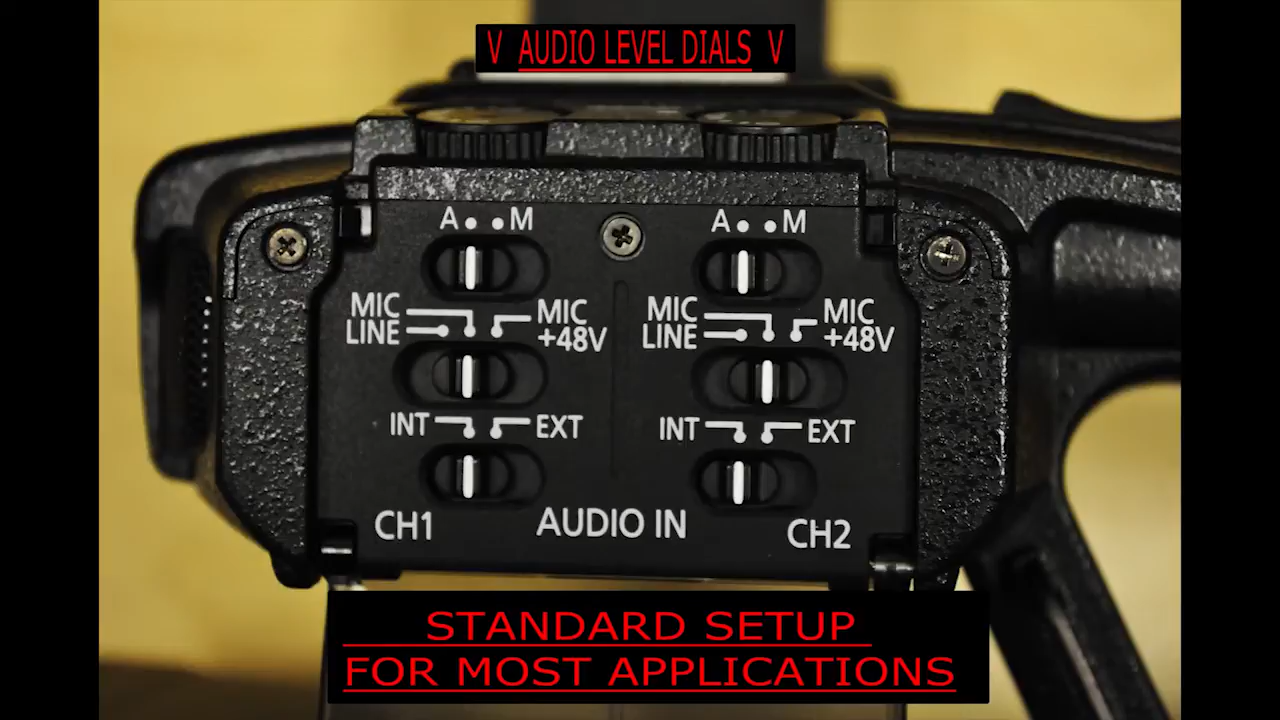 V AUDIO LEVEL DIALS V
A M A M
MIC MIC MIC MIC
LINE +48V LINE +48V
INT EXT INT EXT
CH1 AUDIO IN CH2
STANDARD SETUP
FOR MOST APPLICATIONS